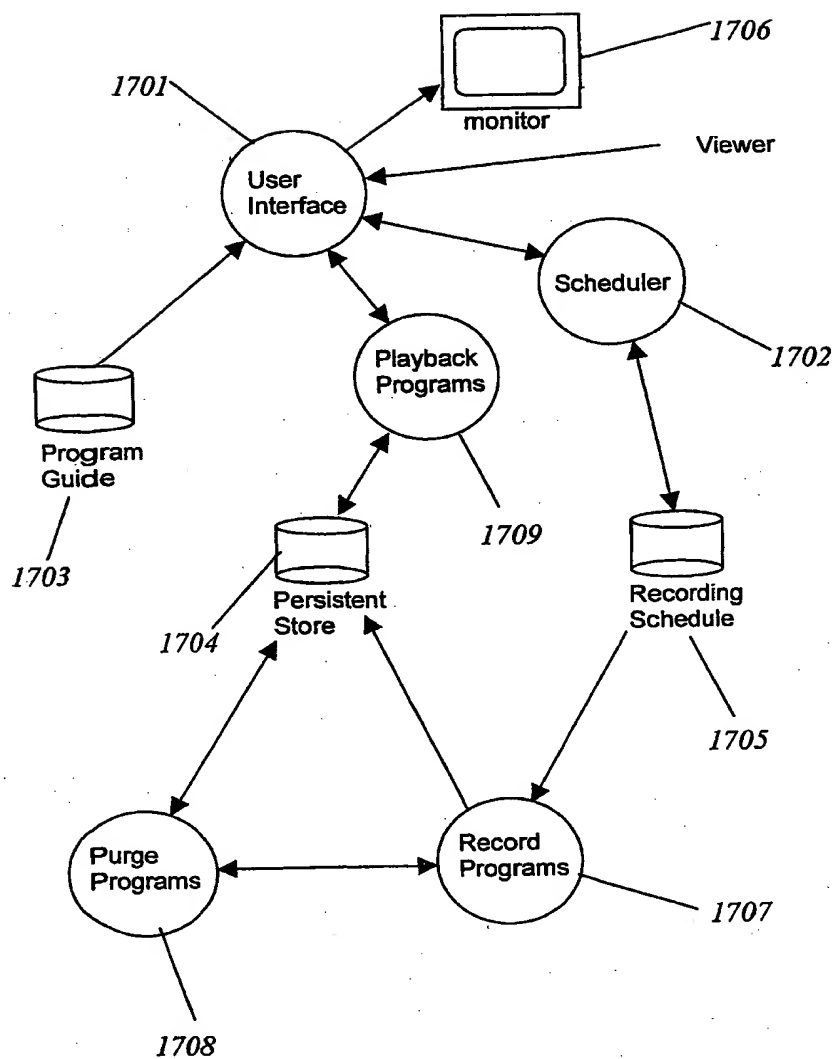 1706
1701
monitor
Viewer
User
Interface
Scheduler
1702
Playback
Programs
Program
Guide
1703
1709
Persistent
Store
1704
Recording
Schedule
1705
Purge
Programs
Record
Programs
1707
1708